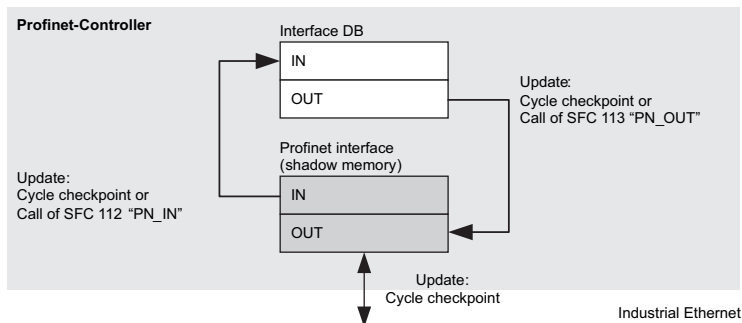 Profinet-Controller
Interface DB
IN
OUT
Update:
Cycle checkpoint or
Call of SFC 113 “PN_OUT”
Profinet interface
(shadow memory)
IN
OUT
Update:
Cycle checkpoint or
Call of SFC 112 “PN_IN”
Update:
Cycle checkpoint
Industrial Ethernet